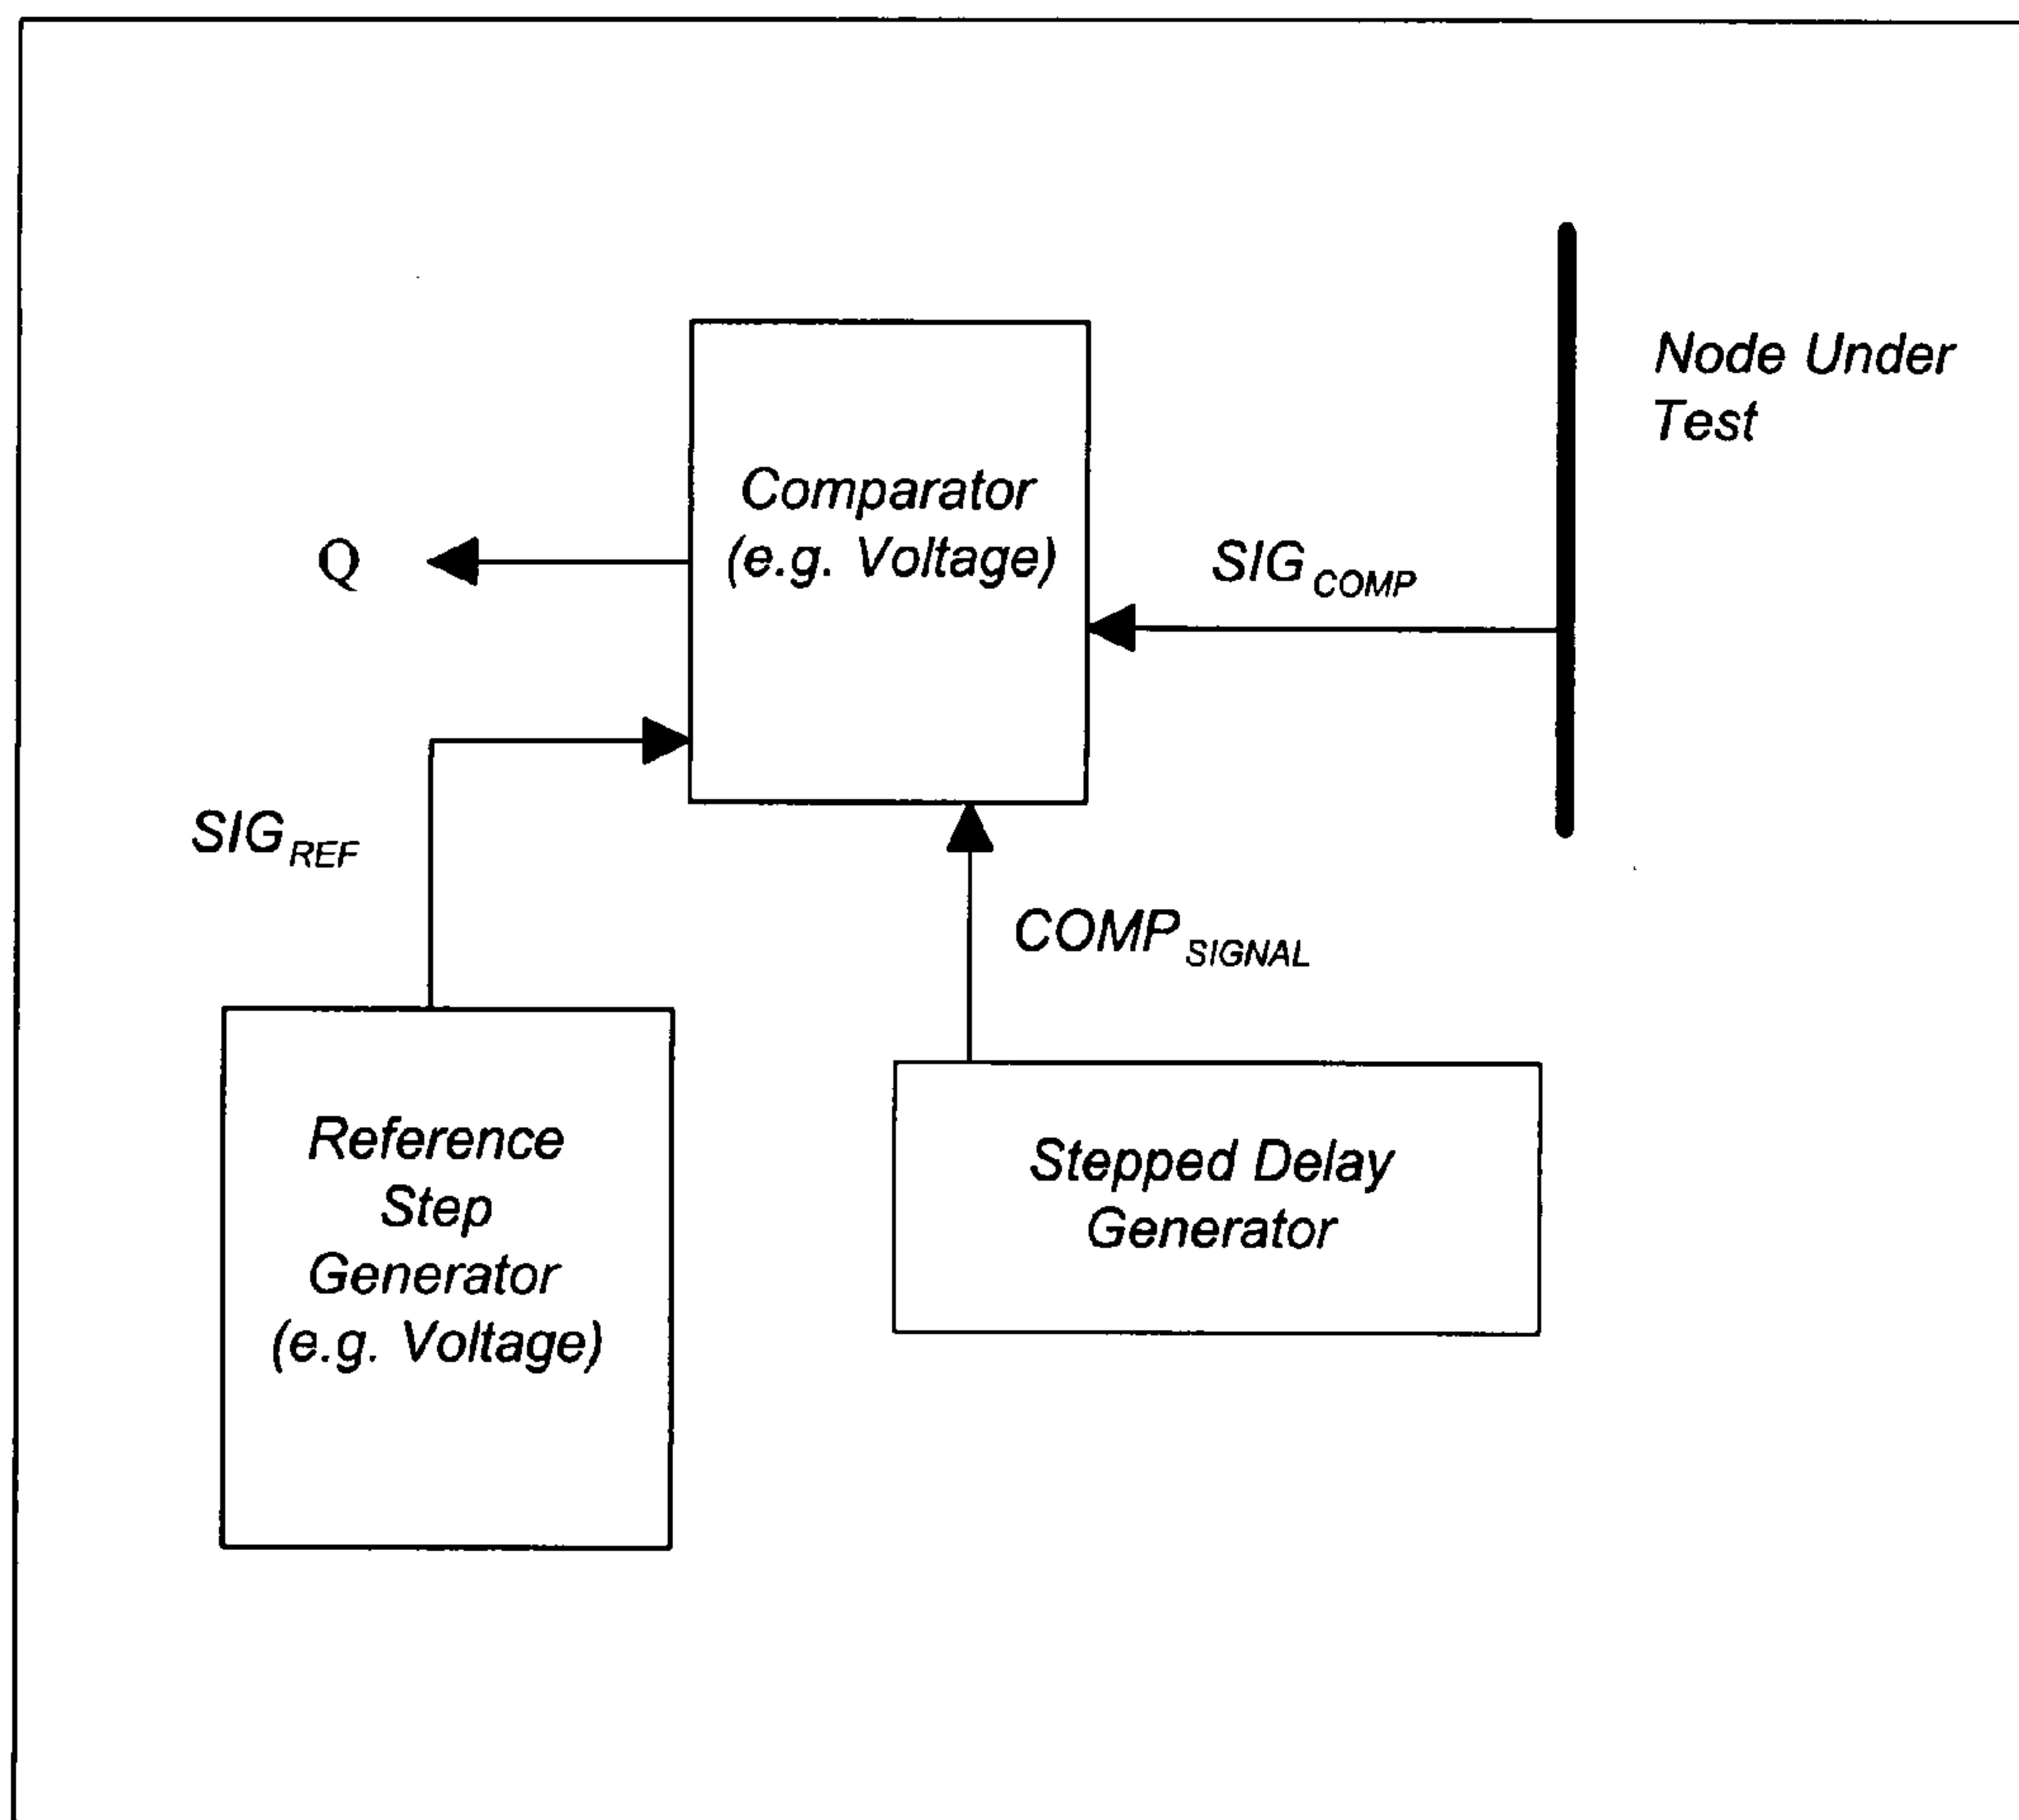 Node Under
Test
Comparator
(e.g. Voltage)
Q
SIG COMP
SIG REF
COMP SIGNAL
Reference
Step
Generator
(e.g. Voltage)
Stepped Delay
Generator